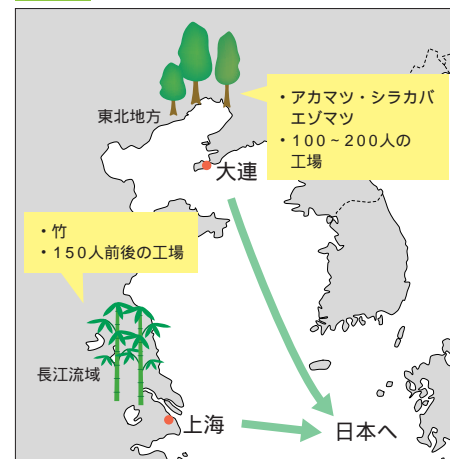 東北地方
・アカマツ・シラカバ
エゾマツ
・100~200人の
工場
大連
・竹
・150人前後の工場
長江流域
上海
日本へ